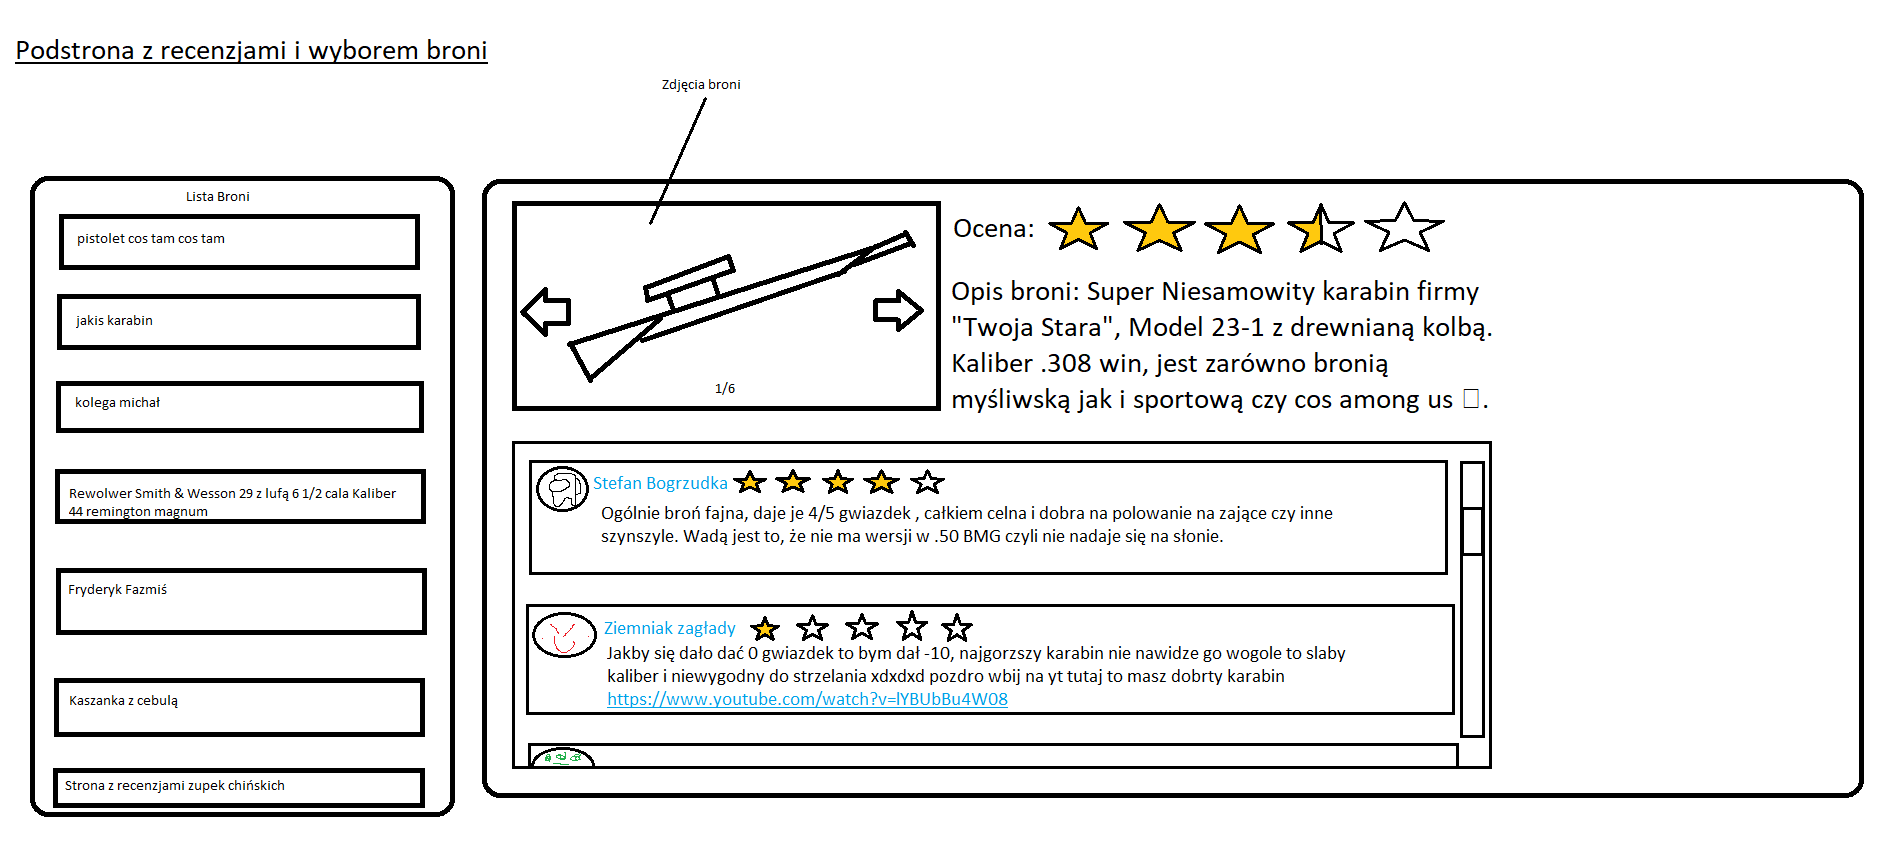 Podstrona z recenzjami i wyborem broni
Zdjęcia broni
Lista Broni
pistolet cos tam cos tam
jakis karabin
kolega michał
Rewolwer Smith & Wesson 29 z lufą 6 1/2 cala Kaliber
44 remington magnum
Fryderyk Fazmiś
Kaszanka z cebulą
Strona z recenzjami zupek chińskich
1/6
Ocena:
Opis broni: Super Niesamowity karabin firmy
"Twoja Stara", Model 23-1 z drewnianą kolbą.
Kaliber .308 win, jest zarówno bronią
myśliwską jak i sportową czy cos among us .
Stefan Bogrzudka
Ogólnie broń fajna, daje je 4/5 gwiazdek , całkiem celna i dobra na polowanie na zające czy inne
szynszyle. Wadą jest to, że nie ma wersji w .50 BMG czyli nie nadaje się na słonie.
Ziemniak zagłady
Jakby się dało dać 0 gwiazdek to bym dał -10, najgorzszy karabin nie nawidze go wogole to slaby
kaliber i niewygodny do strzelania xdxdxd pozdro wbij na yt tutaj to masz dobrty karabin
https://www.youtube.com/watch?v=lYBUbBu4W08